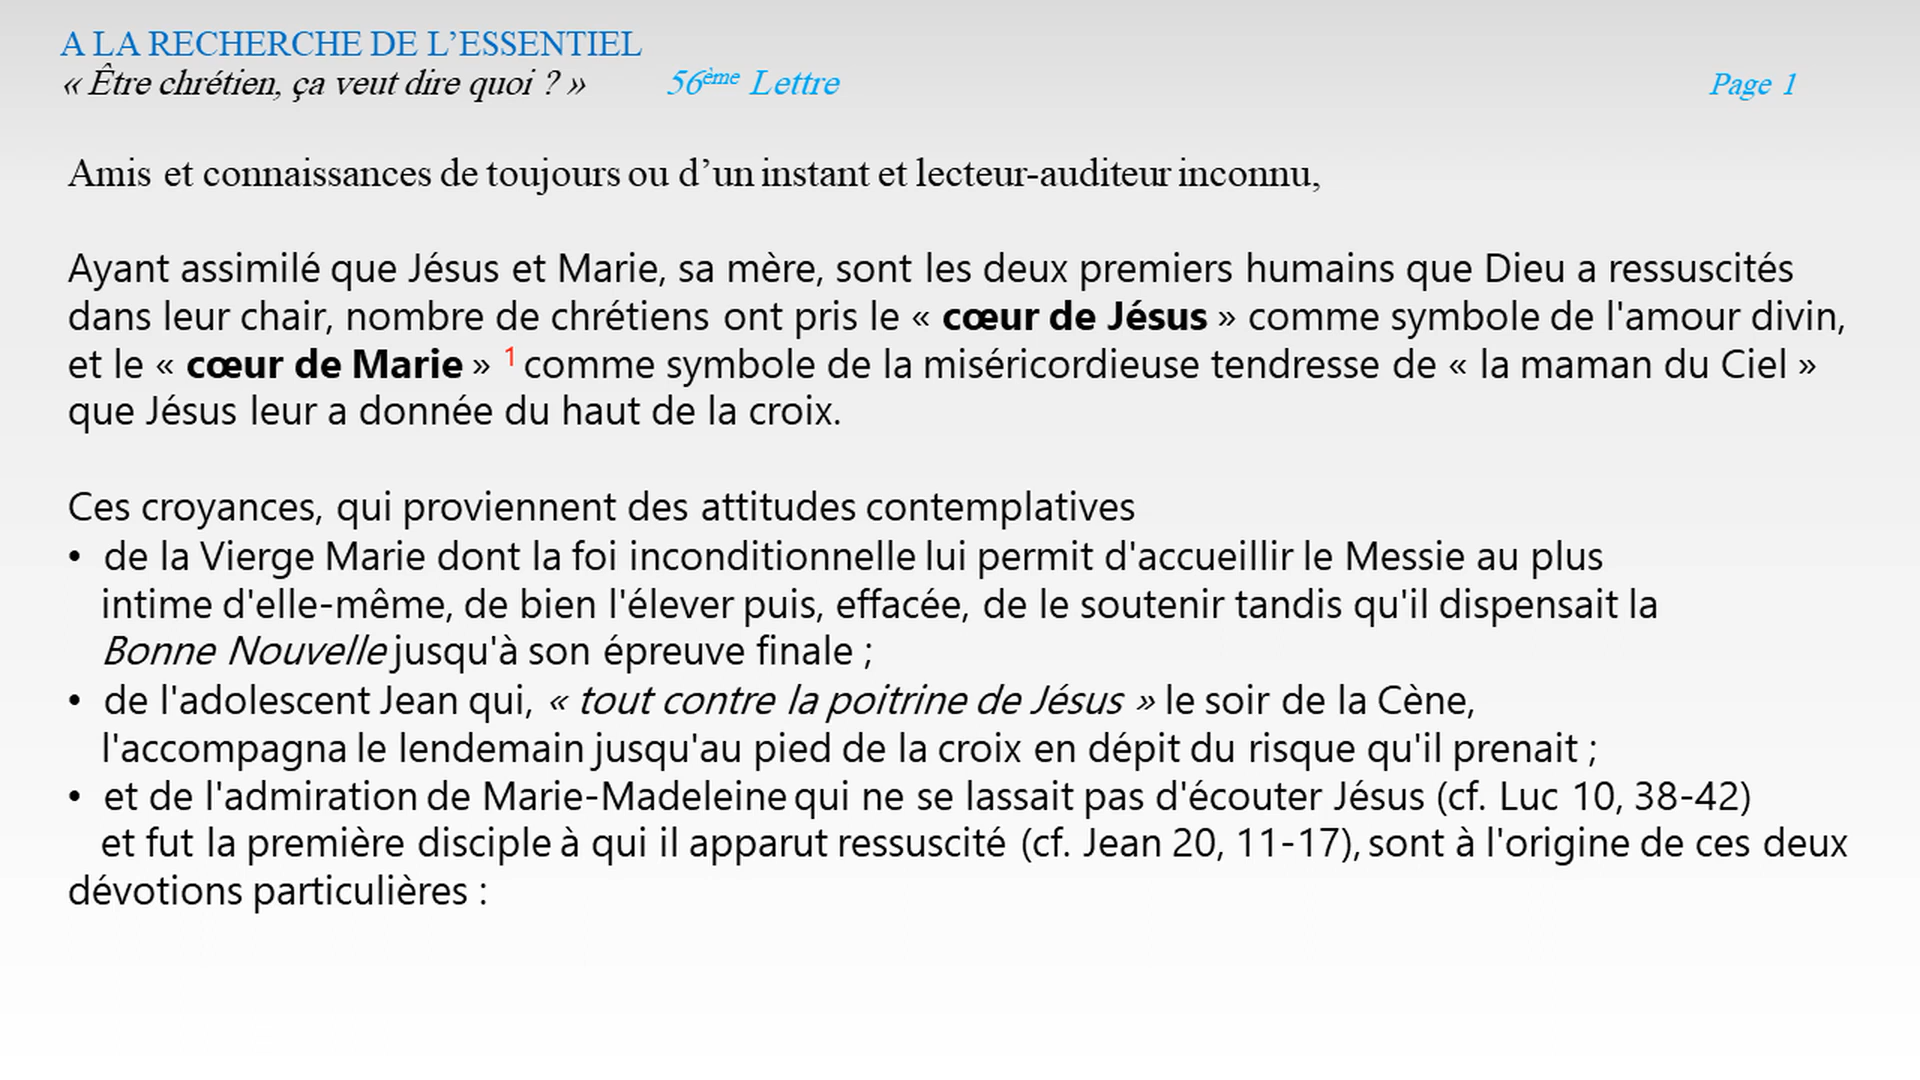 A LA RECHERCHE DE L’ESSENTIEL
« Être chrétien, ça veut dire quoi ? » 56ème Lettre Page 1
Amis et connaissances de toujours ou d’un instant et lecteur-auditeur inconnu,
Ayant assimilé que Jésus et Marie, sa mère, sont les deux premiers humains que Dieu a ressuscités
dans leur chair, nombre de chrétiens ont pris le « cœur de Jésus » comme symbole de l'amour divin,
et le « cœur de Marie » 1 comme symbole de la miséricordieuse tendresse de « la maman du Ciel »
que Jésus leur a donnée du haut de la croix.
Ces croyances, qui proviennent des attitudes contemplatives
• de la Vierge Marie dont la foi inconditionnelle lui permit d'accueillir le Messie au plus
intime d'elle-même, de bien l'élever puis, effacée, de le soutenir tandis qu'il dispensait la
Bonne Nouvelle jusqu'à son épreuve finale ;
• de l'adolescent Jean qui, « tout contre la poitrine de Jésus » le soir de la Cène,
l'accompagna le lendemain jusqu'au pied de la croix en dépit du risque qu'il prenait ;
• et de l'admiration de Marie-Madeleine qui ne se lassait pas d'écouter Jésus (cf. Luc 10, 38-42)
et fut la première disciple à qui il apparut ressuscité (cf. Jean 20, 11-17), sont à l'origine de ces deux
dévotions particulières :